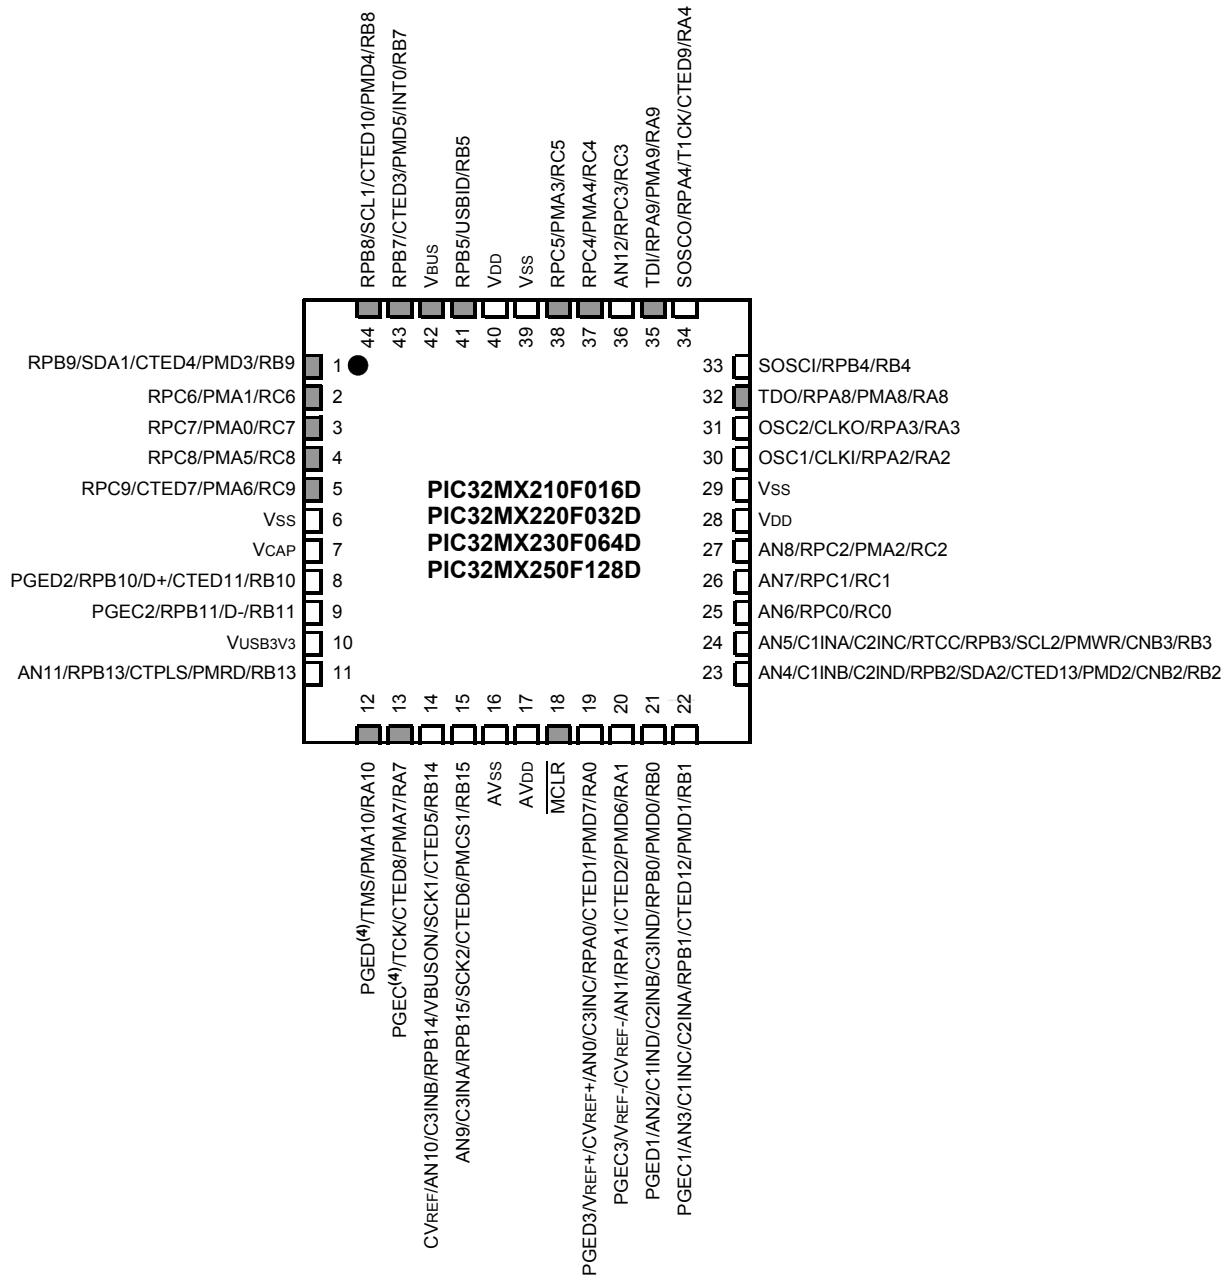 RPB8/SCL1/CTED10/PMD4/RB8
RPB7/CTED3/PMD5/INT0/RB7
VBUS
RPB5/USBID/RB5
VDD
VSS
RPC5/PMA3/RC5
RPC4/PMA4/RC4
AN12/RPC3/RC3
TDI/RPA9/PMA9/RA9
SOSCO/RPA4/T1CK/CTED9/RA4
44 43 42 41 40 39 38 37 36 35 34
RPB9/SDA1/CTED4/PMD3/RB9 1
RPC6/PMA1/RC6 2
RPC7/PMA0/RC7 3
RPC8/PMA5/RC8 4
RPC9/CTED7/PMA6/RC9 5
VSS 6
VCAP 7
PGED2/RPB10/D+/CTED11/RB10 8
PGEC2/RPB11/D-/RB11 9
VUSB3V3 10
AN11/RPB13/CTPLS/PMRD/RB13 11
PIC32MX210F016D
PIC32MX220F032D
PIC32MX230F064D
PIC32MX250F128D
33 SOSCI/RPB4/RB4
32 TDO/RPA8/PMA8/RA8
31 OSC2/CLKO/RPA3/RA3
30 OSC1/CLKI/RPA2/RA2
29 VSS
28 VDD
27 AN8/RPC2/PMA2/RC2
26 AN7/RPC1/RC1
25 AN6/RPC0/RC0
24 AN5/C1INA/C2INC/RTCC/RPB3/SCL2/PMWR/CNB3/RB3
23 AN4/C1INB/C2IND/RPB2/SDA2/CTED13/PMD2/CNB2/RB2
12 13 14 15 16 17 18 19 20 21 22
PGED(4)/TMS/PMA10/RA10
PGEC(4)/TCK/CTED8/PMA7/RA7
CVREF/AN10/C3INB/RPB14/VBUSON/SCK1/CTED5/RB14
AN9/C3INA/RPB15/SCK2/CTED6/PMCS1/RB15
AVSS
AVDD
MCLR
PGED3/VREF+/CVREF+/AN0/C3INC/RPA0/CTED1/PMD7/RA0
PGEC3/VREF-/CVREF-/AN1/RPA1/CTED2/PMD6/RA1
PGED1/AN2/C1IND/C2INB/C3IND/RPB0/PMD0/RB0
PGEC1/AN3/C1INC/C2INA/RPB1/CTED12/PMD1/RB1